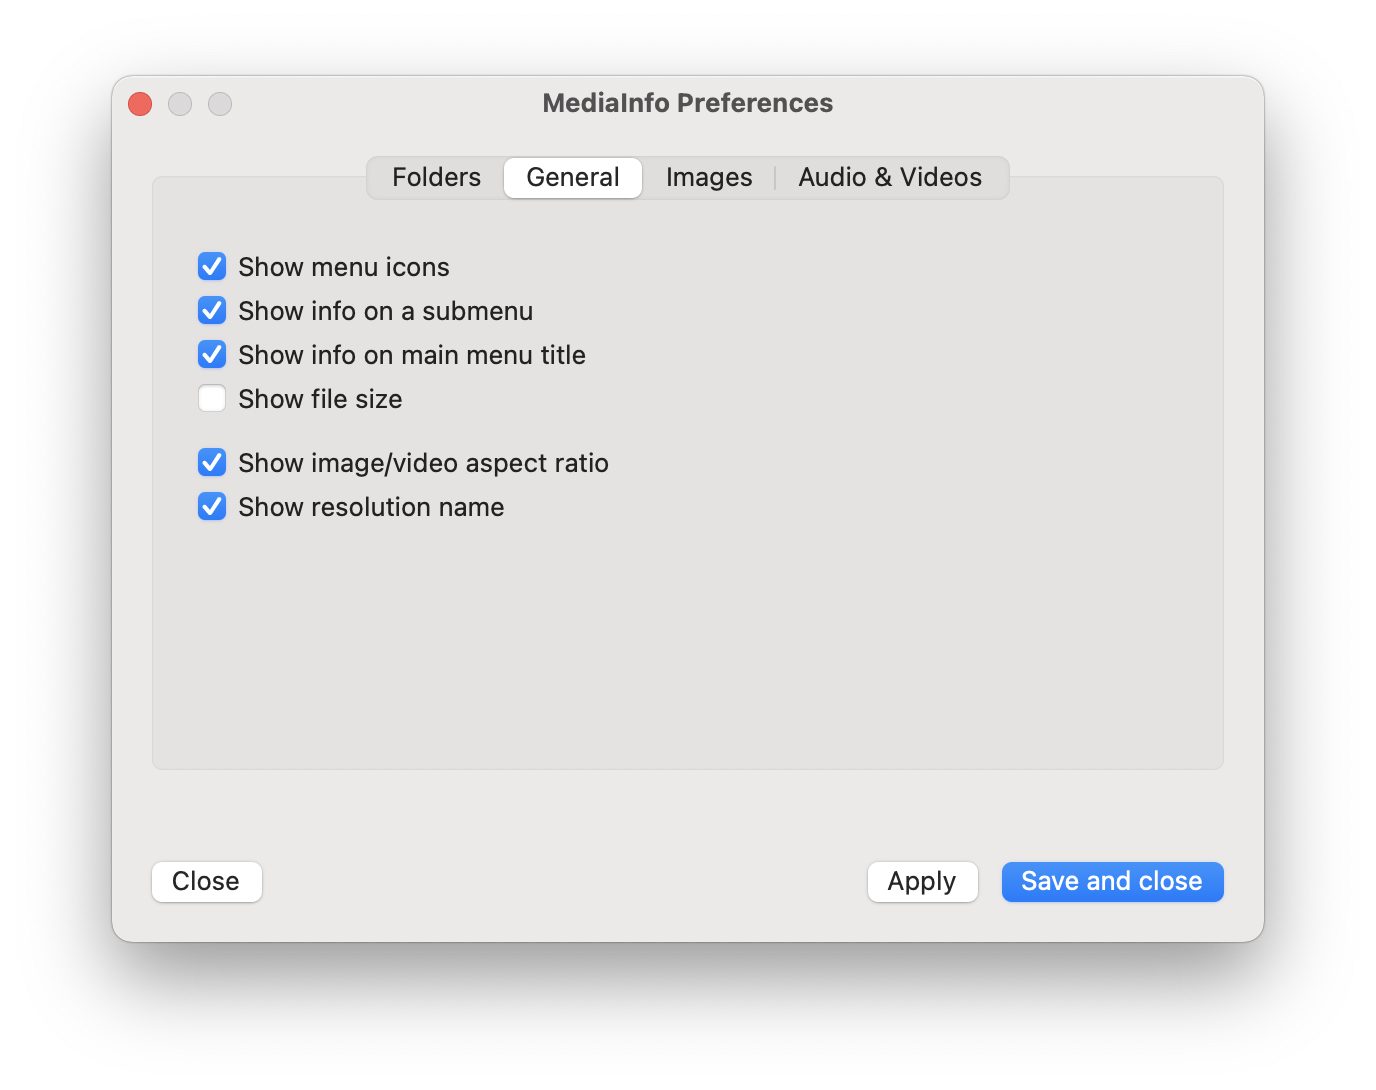 MediaInfo Preferences
Folders General Images Audio & Videos
Show menu icons
Show info on a submenu
Show info on main menu title
Show file size
Show image/video aspect ratio
Show resolution name
Close Apply Save and close